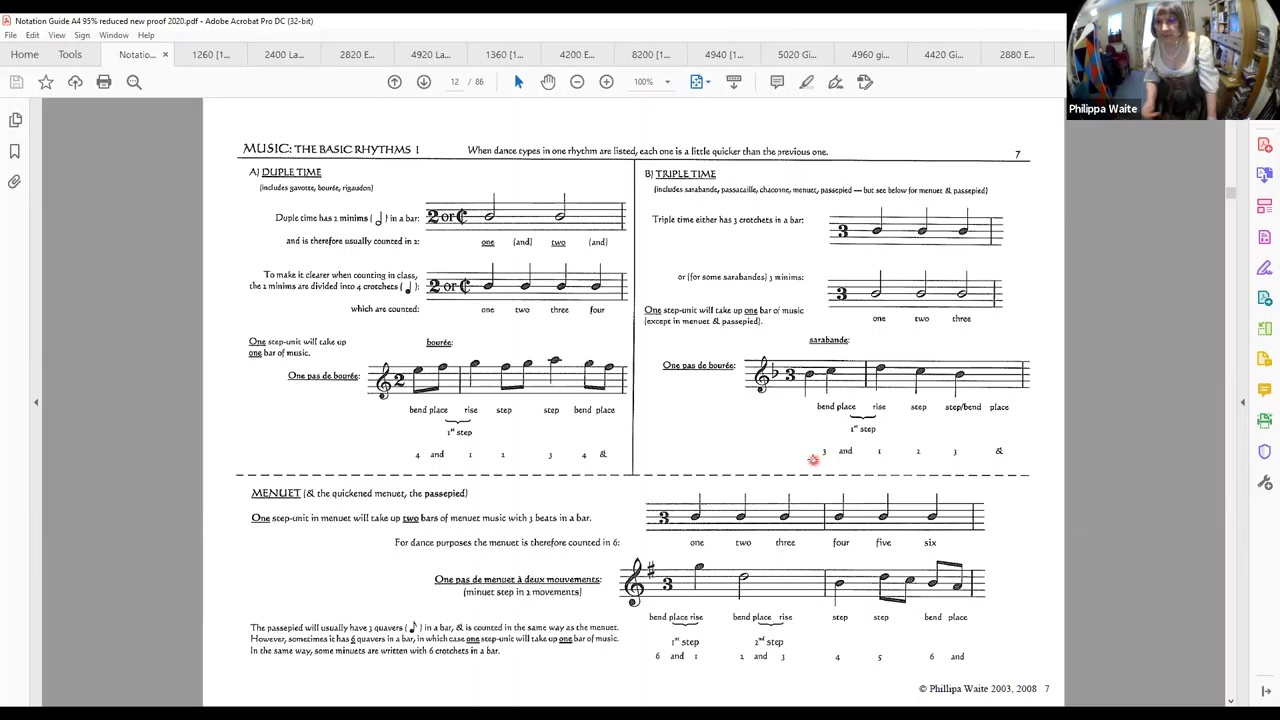 Notation Guide A4 95% reduced new proof 2020.pdf - Adobe Acrobat Pro DC (32-bit)
File Edit View Sign Window Help
Home Tools Notatio... × 1260 [1... 2400 La... 2820 E... 4920 La... 1360 [1... 4200 E... 8200 [1... 4940 [1... 5020 Gi... 4960 gi... 4420 Gi... 2880 E...
12 / 86 100%
Philippa Waite
MUSIC: THE BASIC RHYTHMS 1 When dance types in one rhythm are listed, each one is a little quicker than the previous one. 7
A) DUPLE TIME
(includes gavotte, bourée, rigaudon)
Duple time has 2 minims ( ) in a bar: 2 or ¢
and is therefore usually counted in 2: one (and) two (and)
To make it clearer when counting in class,
the 2 minims are divided into 4 crotchets ( ): 2 or ¢
which are counted: one two three four
One step-unit will take up
one bar of music.
bourée:
One pas de bourée: 2
bend place rise step step bend place
1st step
4 and 1 2 3 4 &
B) TRIPLE TIME
(includes sarabande, passacaille, chaconne, menuet, passepied — but see below for menuet & passepied)
Triple time either has 3 crotchets in a bar: 3
or (for some sarabandes) 3 minims: 3
one two three
One step-unit will take up one bar of music
(except in menuet & passepied).
sarabande:
One pas de bourée: 3
bend place rise step step/bend place
1st step
3 and 1 2 3 &
MENUET (& the quickened menuet, the passepied)
One step-unit in menuet will take up two bars of menuet music with 3 beats in a bar. 3
For dance purposes the menuet is therefore counted in 6: one two three four five six
One pas de menuet à deux mouvements: 3
(minuet step in 2 movements)
bend place rise bend place rise step step bend place
1st step 2nd step
6 and 1 2 and 3 4 5 6 and
The passepied will usually have 3 quavers ( ) in a bar, & is counted in the same way as the menuet.
However, sometimes it has 6 quavers in a bar, in which case one step-unit will take up one bar of music.
In the same way, some minuets are written with 6 crotchets in a bar.
© Phillipa Waite 2003, 2008 7